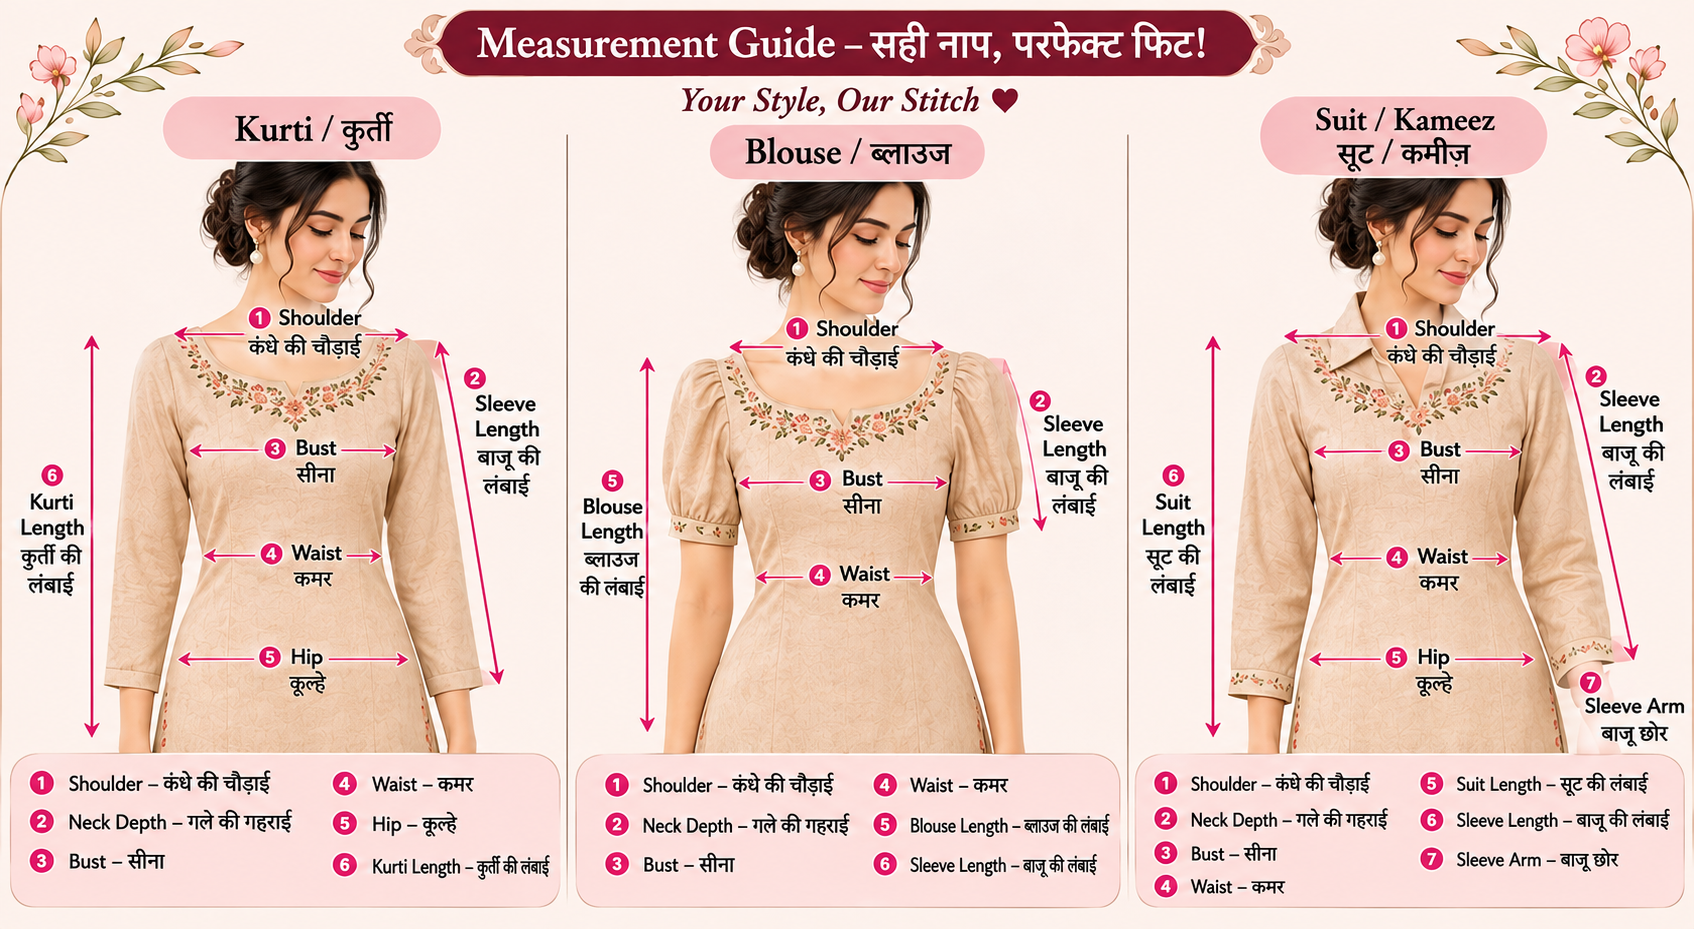 Measurement Guide – सही नाप, परफेक्ट फिट!
Your Style, Our Stitch ♥
Kurti / कुर्ती
1 Shoulder
कंधे की चौड़ाई
2
Sleeve
Length
बाजू की
लंबाई
3 Bust
सीना
4 Waist
कमर
5 Hip
कूल्हे
6
Kurti
Length
कुर्ती की
लंबाई
1 Shoulder – कंधे की चौड़ाई
2 Neck Depth – गले की गहराई
3 Bust – सीना
4 Waist – कमर
5 Hip – कूल्हे
6 Kurti Length – कुर्ती की लंबाई
Blouse / ब्लाउज
1 Shoulder
कंधे की चौड़ाई
2
Sleeve
Length
बाजू की
लंबाई
3 Bust
सीना
4 Waist
कमर
5
Blouse
Length
ब्लाउज
की लंबाई
1 Shoulder – कंधे की चौड़ाई
2 Neck Depth – गले की गहराई
3 Bust – सीना
4 Waist – कमर
5 Blouse Length – ब्लाउज की लंबाई
6 Sleeve Length – बाजू की लंबाई
Suit / Kameez
सूट / कमीज़
1 Shoulder
कंधे की चौड़ाई
2
Sleeve
Length
बाजू की
लंबाई
3 Bust
सीना
4 Waist
कमर
5 Hip
कूल्हे
6
Suit
Length
सूट की
लंबाई
7
Sleeve Arm
बाजू छोर
1 Shoulder – कंधे की चौड़ाई
2 Neck Depth – गले की गहराई
3 Bust – सीना
4 Waist – कमर
5 Suit Length – सूट की लंबाई
6 Sleeve Length – बाजू की लंबाई
7 Sleeve Arm – बाजू छोर